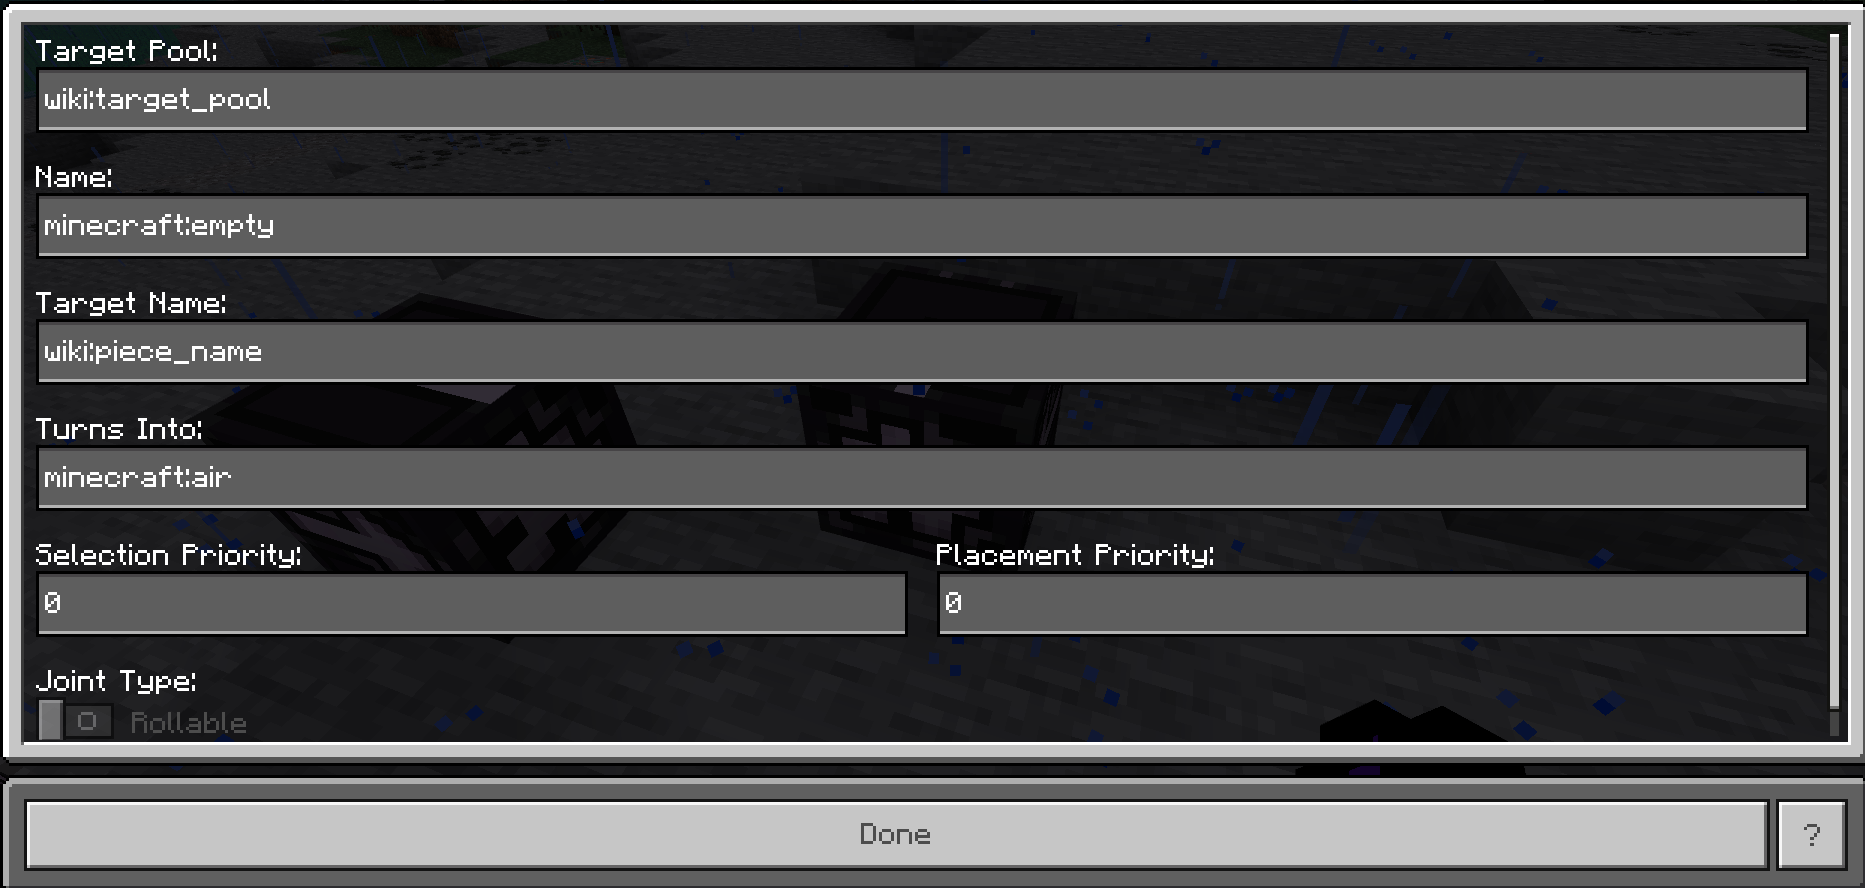 Target Pool:
wiki:target_pool
Name:
minecraft:empty
Target Name:
wiki:piece_name
Turns Into:
minecraft:air
Selection Priority: Placement Priority:
0 0
Joint Type:
Rollable
Done ?